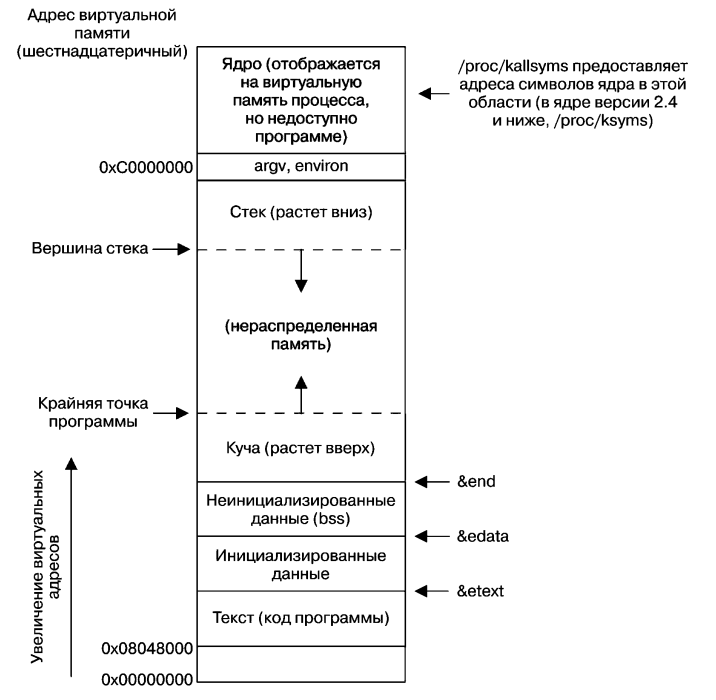 Адрес виртуальной
памяти
(шестнадцатеричный)
Ядро (отображается
на виртуальную
память процесса,
но недоступно
программе)
/proc/kallsyms предоставляет
адреса символов ядра в этой
области (в ядре версии 2.4
и ниже, /proc/ksyms)
0xC0000000
argv, environ
Стек (растет вниз)
Вершина стека
(нераспределенная
память)
Крайняя точка
программы
Куча (растет вверх)
&end
Неинициализированные
данные (bss)
&edata
Инициализированные
данные
&etext
Текст (код программы)
Увеличение виртуальных
адресов
0x08048000
0x00000000